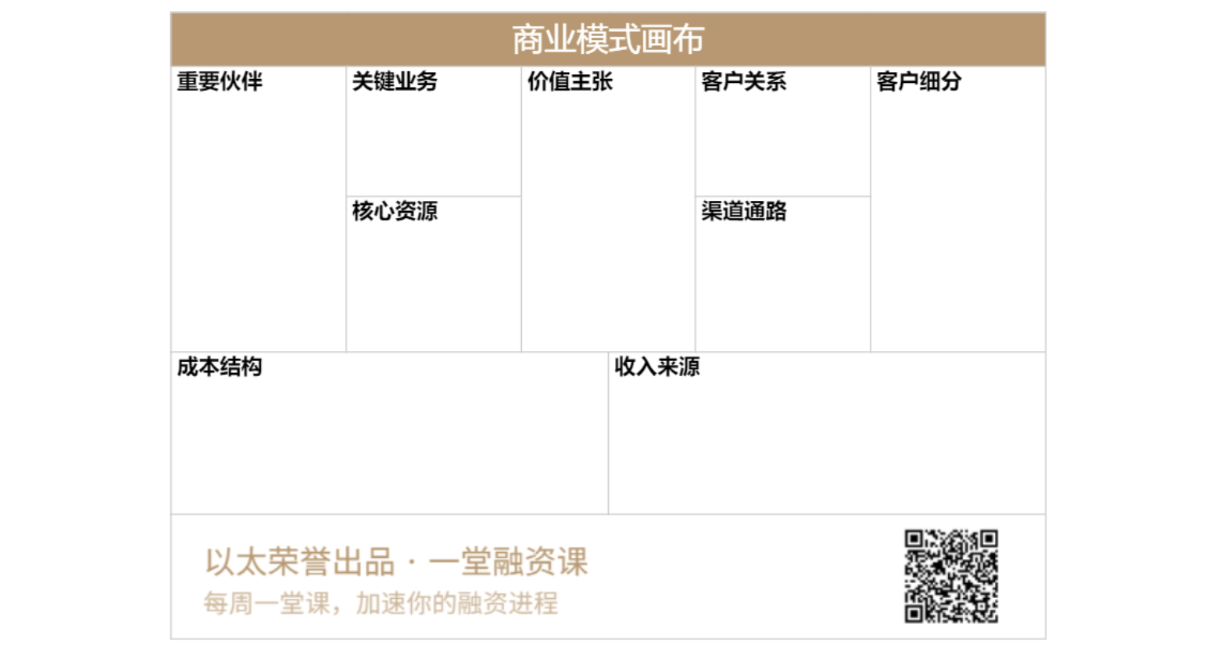 商业模式画布
重要伙伴
关键业务
价值主张
客户关系
客户细分
核心资源
渠道通路
成本结构
收入来源
以太荣誉出品 · 一堂融资课
每周一堂课，加速你的融资进程